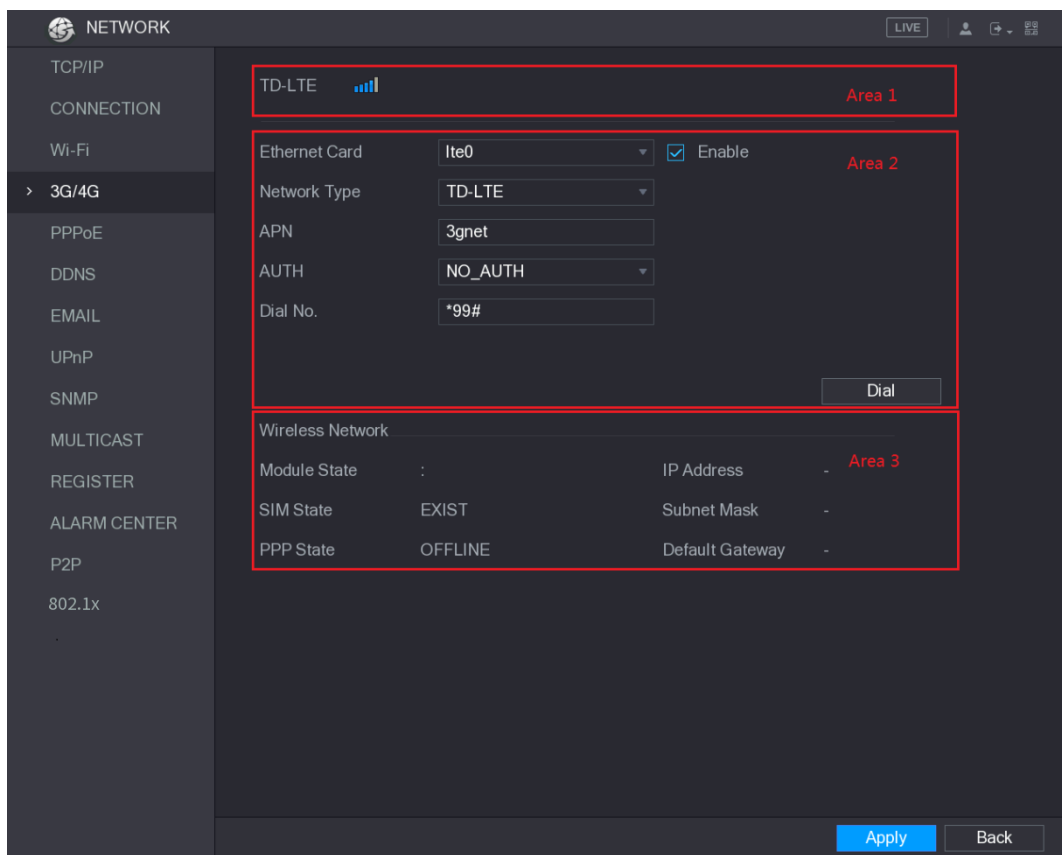 NETWORK
LIVE
TCP/IP
CONNECTION
Wi-Fi
> 3G/4G
PPPoE
DDNS
EMAIL
UPnP
SNMP
MULTICAST
REGISTER
ALARM CENTER
P2P
802.1x
TD-LTE
Area 1
Ethernet Card lte0 Enable
Area 2
Network Type TD-LTE
APN 3gnet
AUTH NO_AUTH
Dial No. *99#
Dial
Wireless Network
Area 3
Module State : IP Address -
SIM State EXIST Subnet Mask -
PPP State OFFLINE Default Gateway -
Apply Back